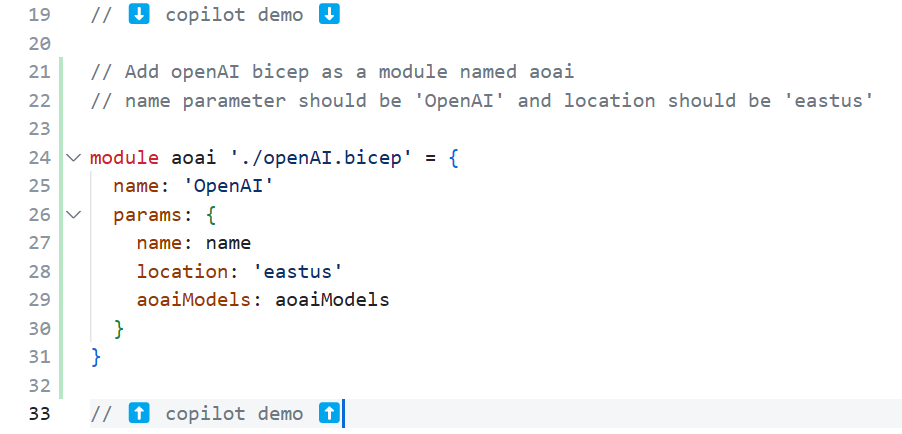 19 // ⬇️ copilot demo ⬇️
20
21 // Add openAI bicep as a module named aoai
22 // name parameter should be 'OpenAI' and location should be 'eastus'
23
24 module aoai './openAI.bicep' = {
25   name: 'OpenAI'
26   params: {
27     name: name
28     location: 'eastus'
29     aoaiModels: aoaiModels
30   }
31 }
32
33 // ⬆️ copilot demo ⬆️